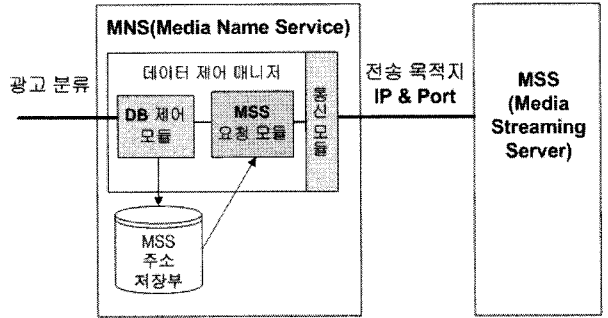 MNS(Media Name Service)
데이터 제어 매니저
광고 분류
DB 제어
모듈
MSS
요청 모듈
통신 모듈
MSS
주소
저장부
전송 목적지
IP & Port
MSS
(Media
Streaming
Server)